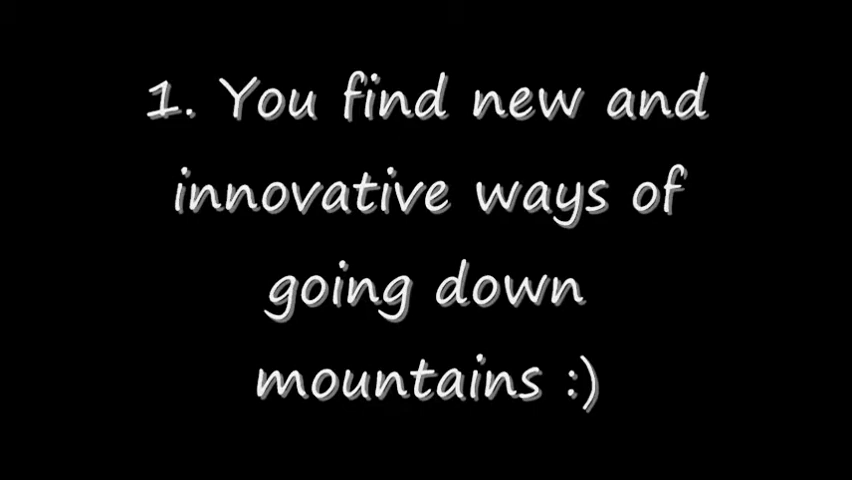 1. You find new and
innovative ways of
going down
mountains :)